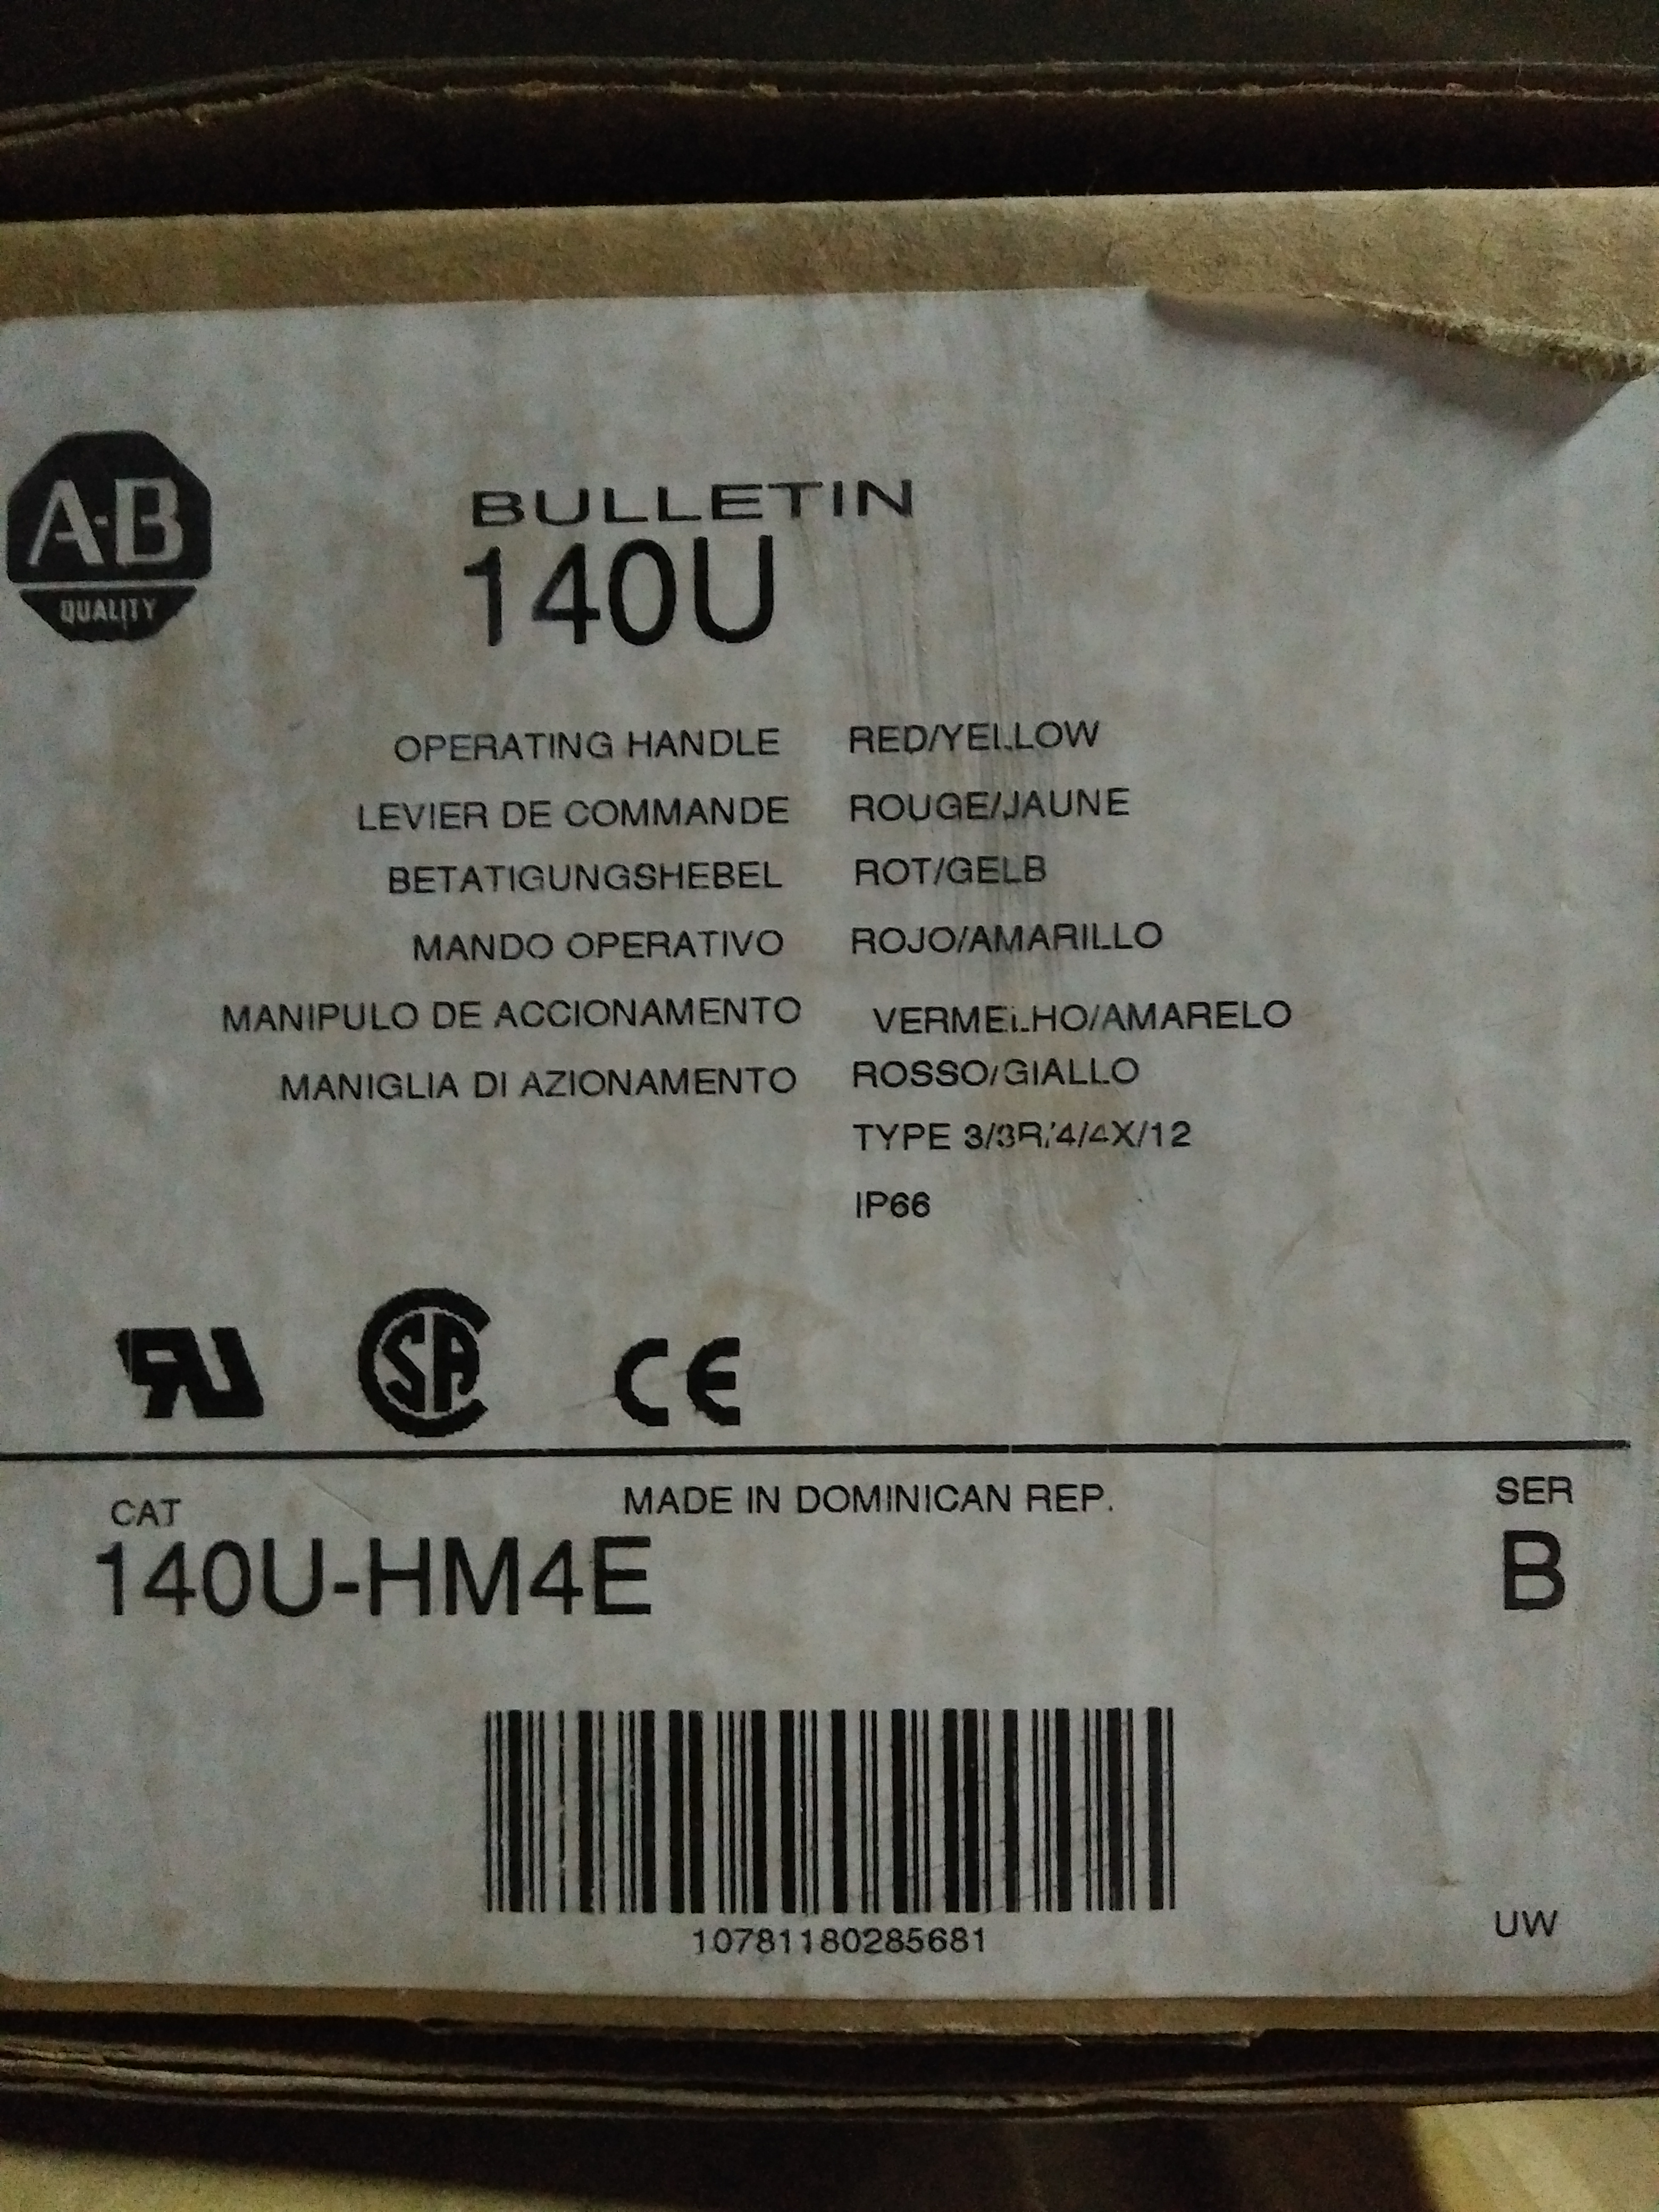 A-B
QUALITY
BULLETIN
140U
OPERATING HANDLE RED/YELLOW
LEVIER DE COMMANDE ROUGE/JAUNE
BETATIGUNGSHEBEL ROT/GELB
MANDO OPERATIVO ROJO/AMARILLO
MANIPULO DE ACCIONAMENTO VERMELHO/AMARELO
MANIGLIA DI AZIONAMENTO ROSSO/GIALLO
TYPE 3/3R/4/4X/12
IP66
RU SA CE
CAT MADE IN DOMINICAN REP. SER
140U-HM4E B
10781180285681
UW